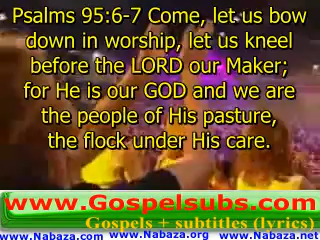 Psalms 95:6-7 Come, let us bow
down in worship, let us kneel
before the LORD our Maker;
for He is our GOD and we are
the people of His pasture,
the flock under His care.
www.Gospelsubs.com
Gospels + subtitles (lyrics)
www.Nabaza.com www.Nabaza.org www.Nabaza.net